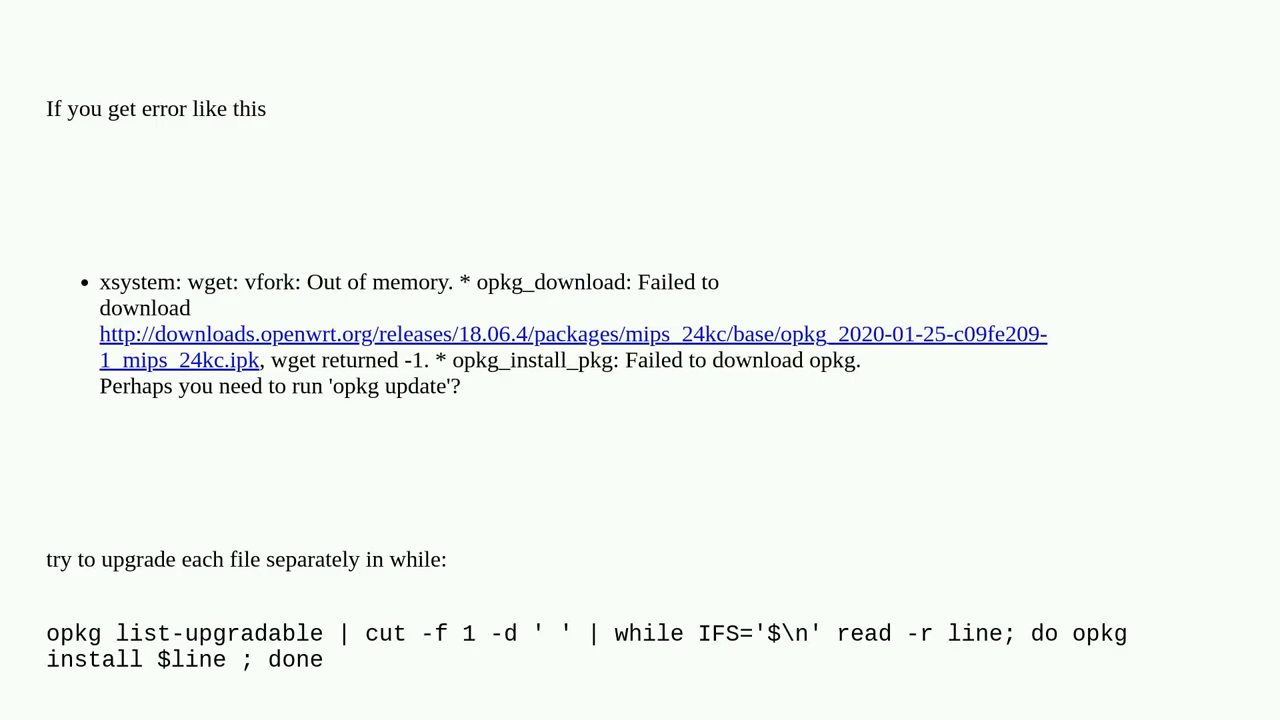 If you get error like this
• xsystem: wget: vfork: Out of memory. * opkg_download: Failed to
download
http://downloads.openwrt.org/releases/18.06.4/packages/mips_24kc/base/opkg_2020-01-25-c09fe209-
1_mips_24kc.ipk, wget returned -1. * opkg_install_pkg: Failed to download opkg.
Perhaps you need to run 'opkg update'?
try to upgrade each file separately in while:
opkg list-upgradable | cut -f 1 -d ' ' | while IFS='$\n' read -r line; do opkg
install $line ; done